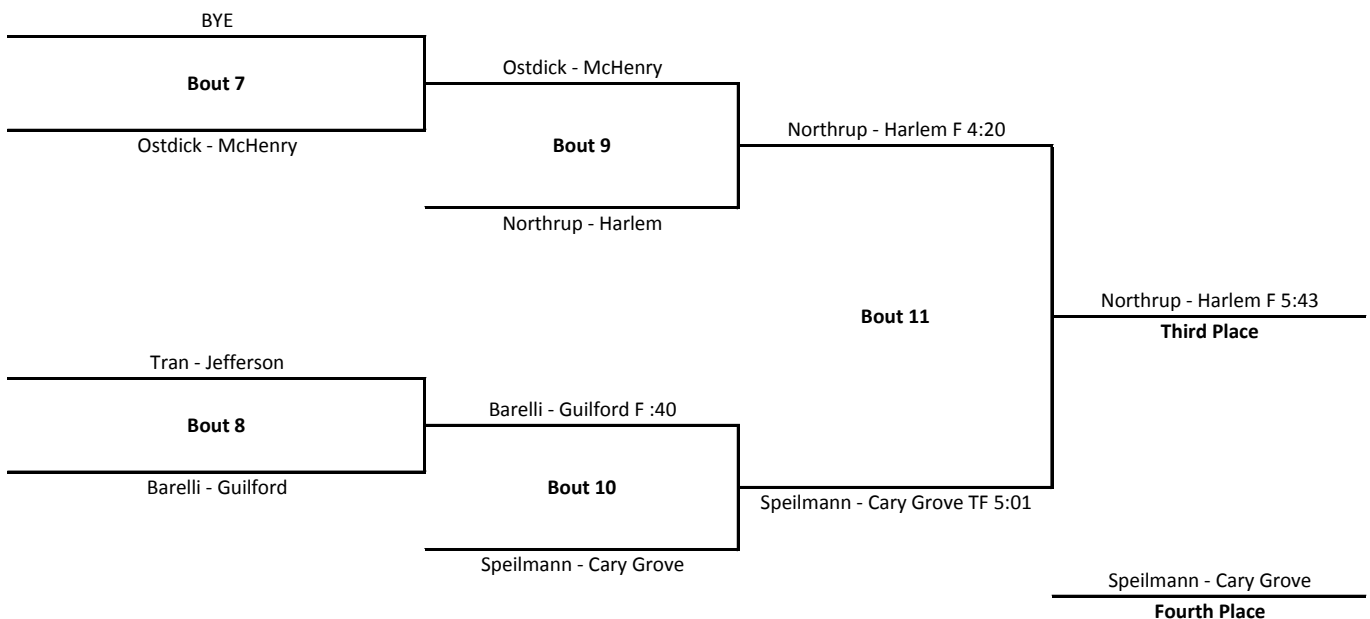 BYE
Bout 7
Ostdick - McHenry
Ostdick - McHenry
Bout 9
Northrup - Harlem
Northrup - Harlem F 4:20
Bout 11
Northrup - Harlem F 5:43
Third Place
Tran - Jefferson
Bout 8
Barelli - Guilford
Barelli - Guilford F :40
Bout 10
Speilmann - Cary Grove
Speilmann - Cary Grove TF 5:01
Speilmann - Cary Grove
Fourth Place